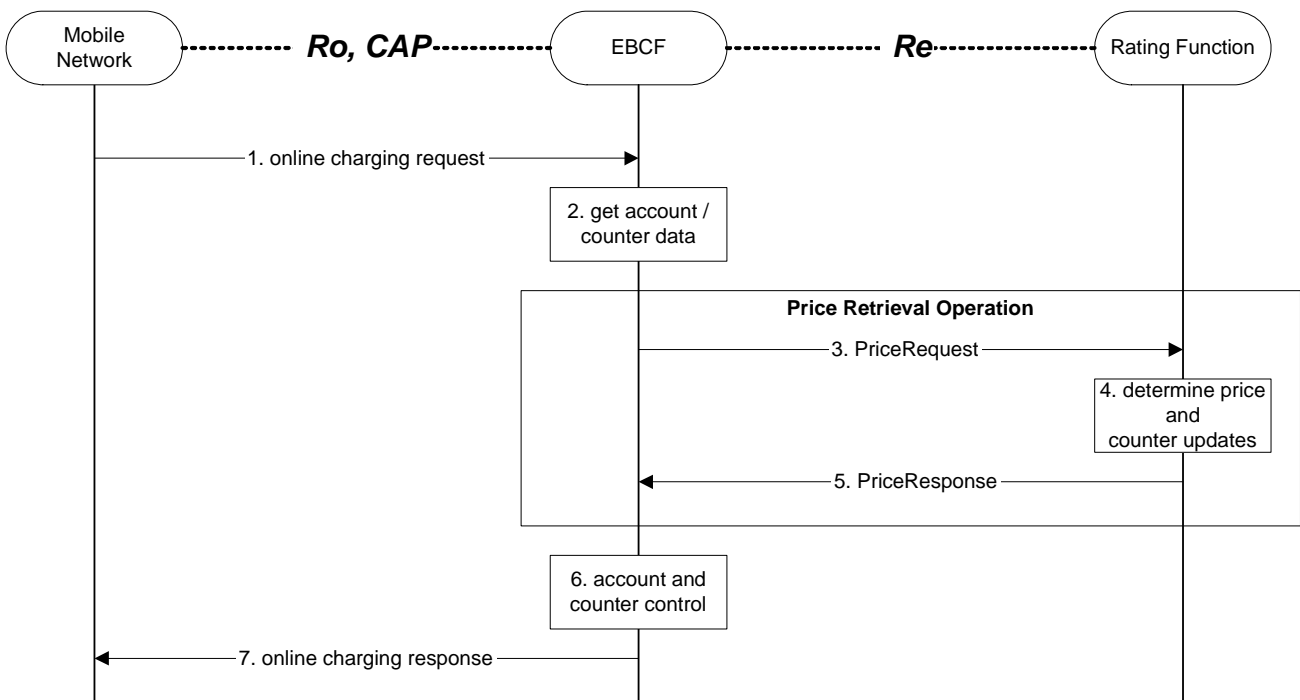 Mobile
Network
Ro, CAP
EBCF
Re
Rating Function
1. online charging request
2. get account /
counter data
Price Retrieval Operation
3. PriceRequest
4. determine price
and
counter updates
5. PriceResponse
6. account and
counter control
7. online charging response